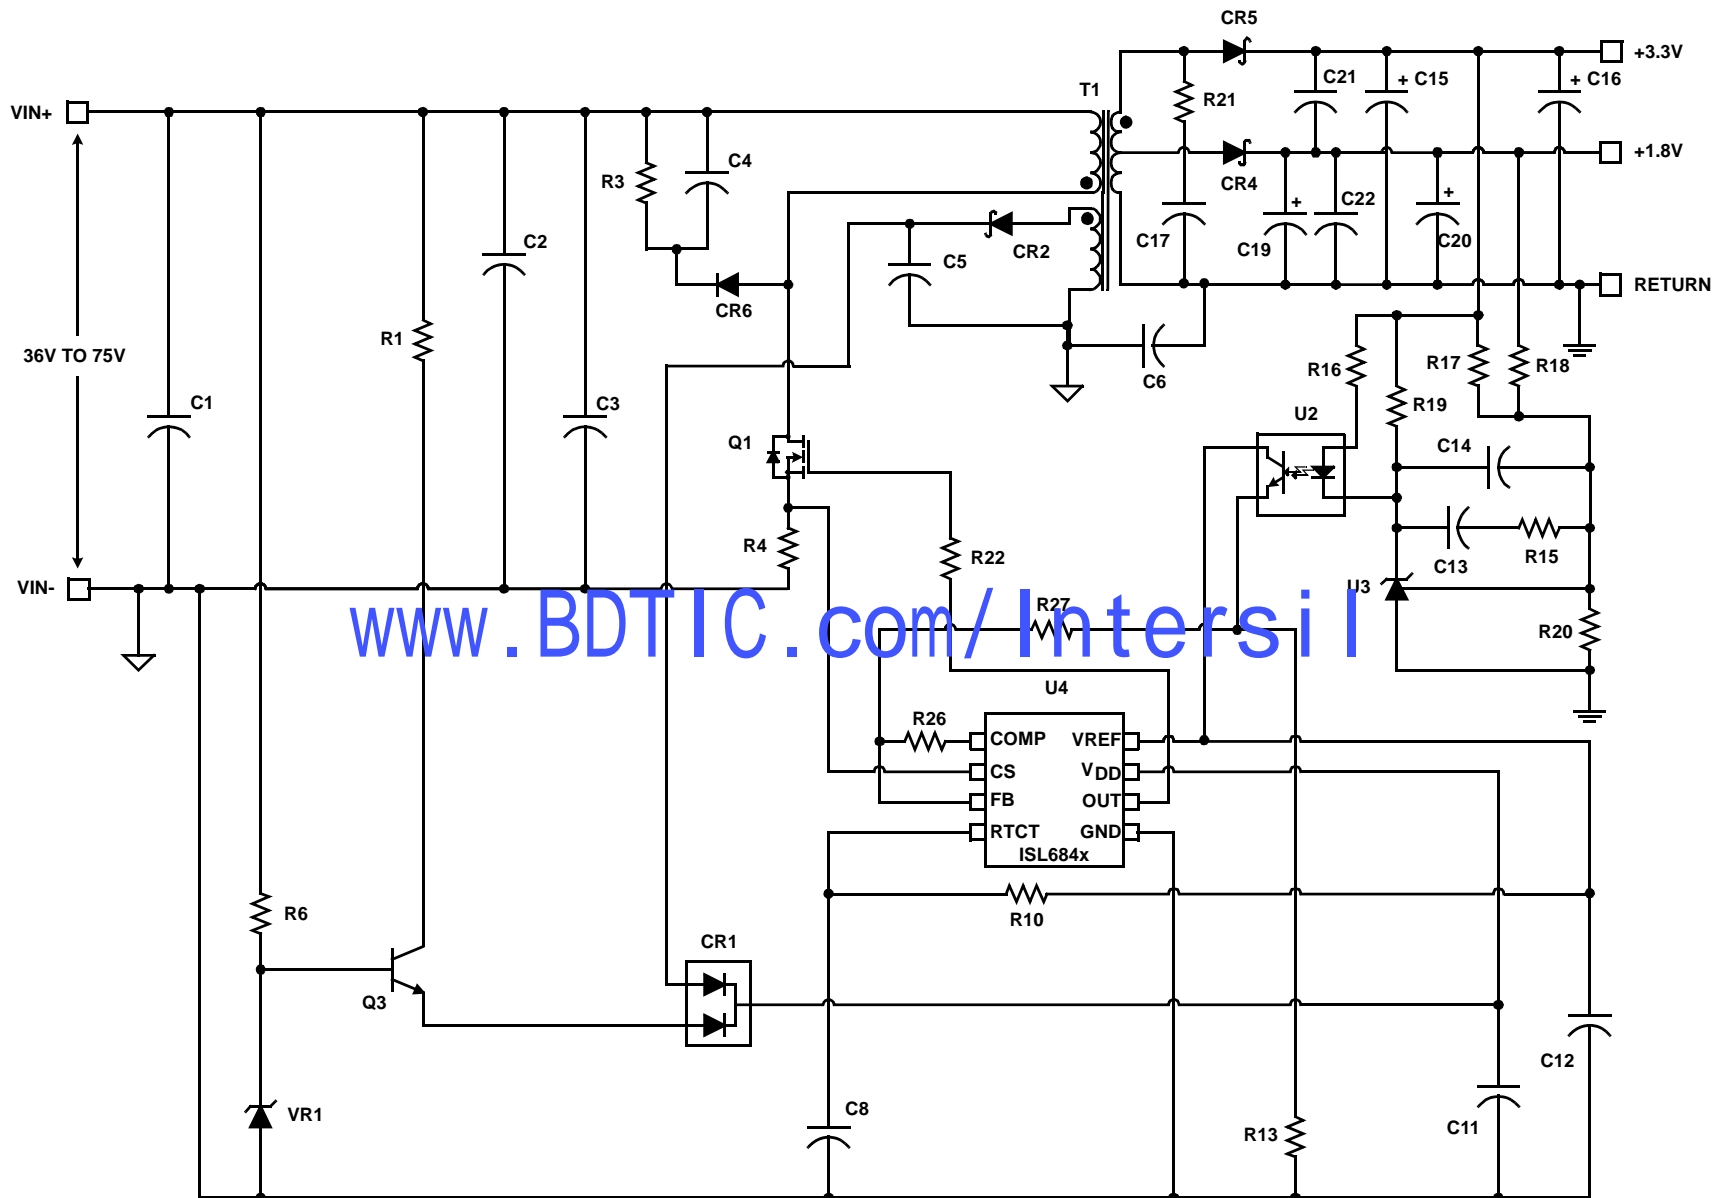 CR5
+3.3V
T1
C21
+ C15
+ C16
R21
VIN+
+1.8V
C4
R3
CR4
C22
+
+
C17
C19
C20
C2
CR2
C5
CR6
RETURN
R1
36V TO 75V
C6
R16
R17
R18
C1
C3
R19
U2
Q1
C14
R4
R22
C13
R15
VIN-
U3
R27
www.BDTIC.com/Intersil
R20
U4
R26
COMP
VREF
CS
VDD
FB
OUT
RTCT
GND
ISL684x
R6
R10
CR1
Q3
C12
VR1
C8
R13
C11